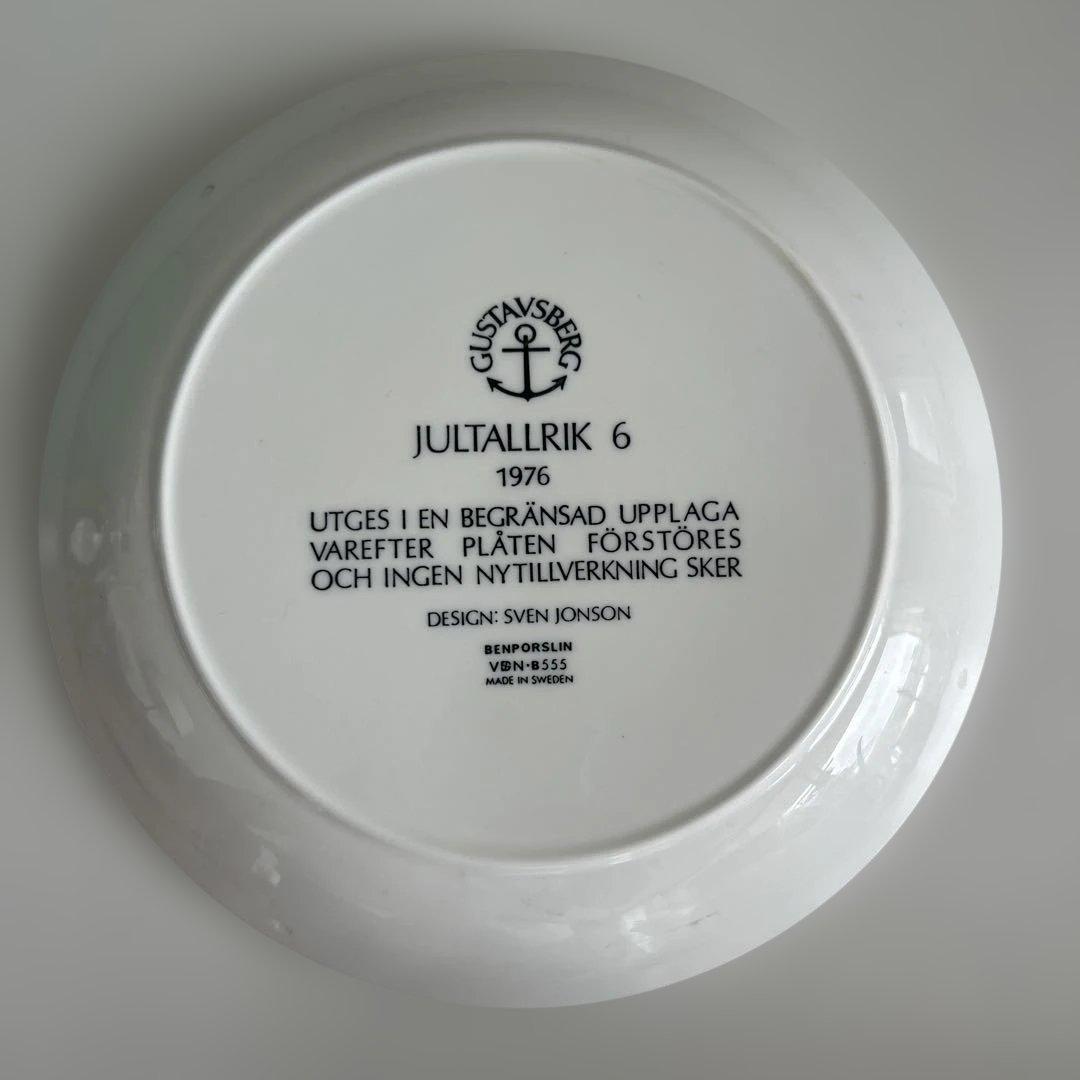 GUSTAVSBERG
JULTALLRIK 6
1976
UTGES I EN BEGRÄNSAD UPPLAGA
VAREFTER PLÅTEN FÖRSTÖRES
OCH INGEN NYTILLVERKNING SKER
DESIGN: SVEN JONSON
BENPORSLIN
B555
MADE IN SWEDEN